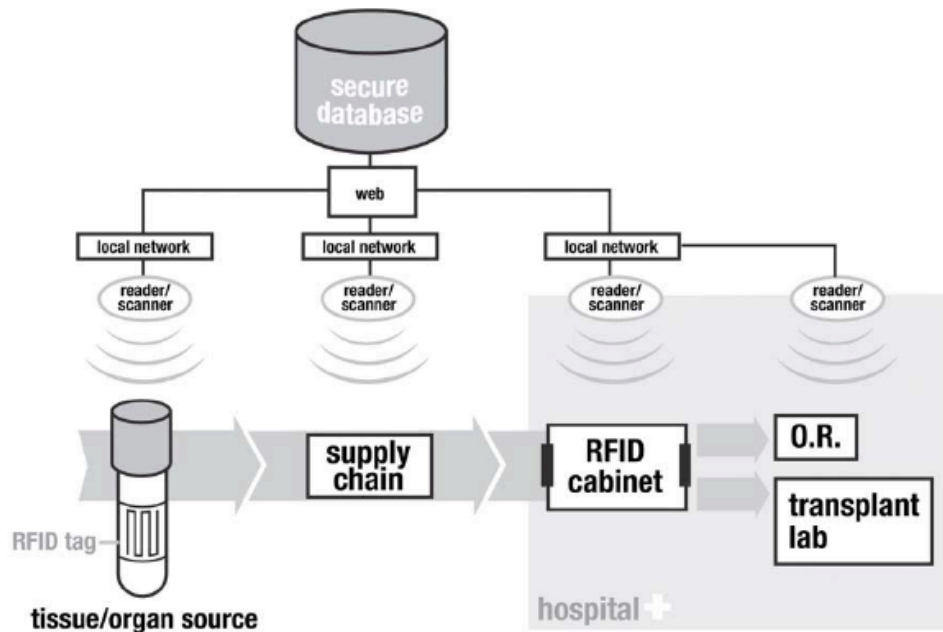 secure
database
web
local network
local network
local network
reader/
scanner
reader/
scanner
reader/
scanner
reader/
scanner
supply
chain
RFID
cabinet
O.R.
transplant
lab
RFID tag
tissue/organ source
hospital